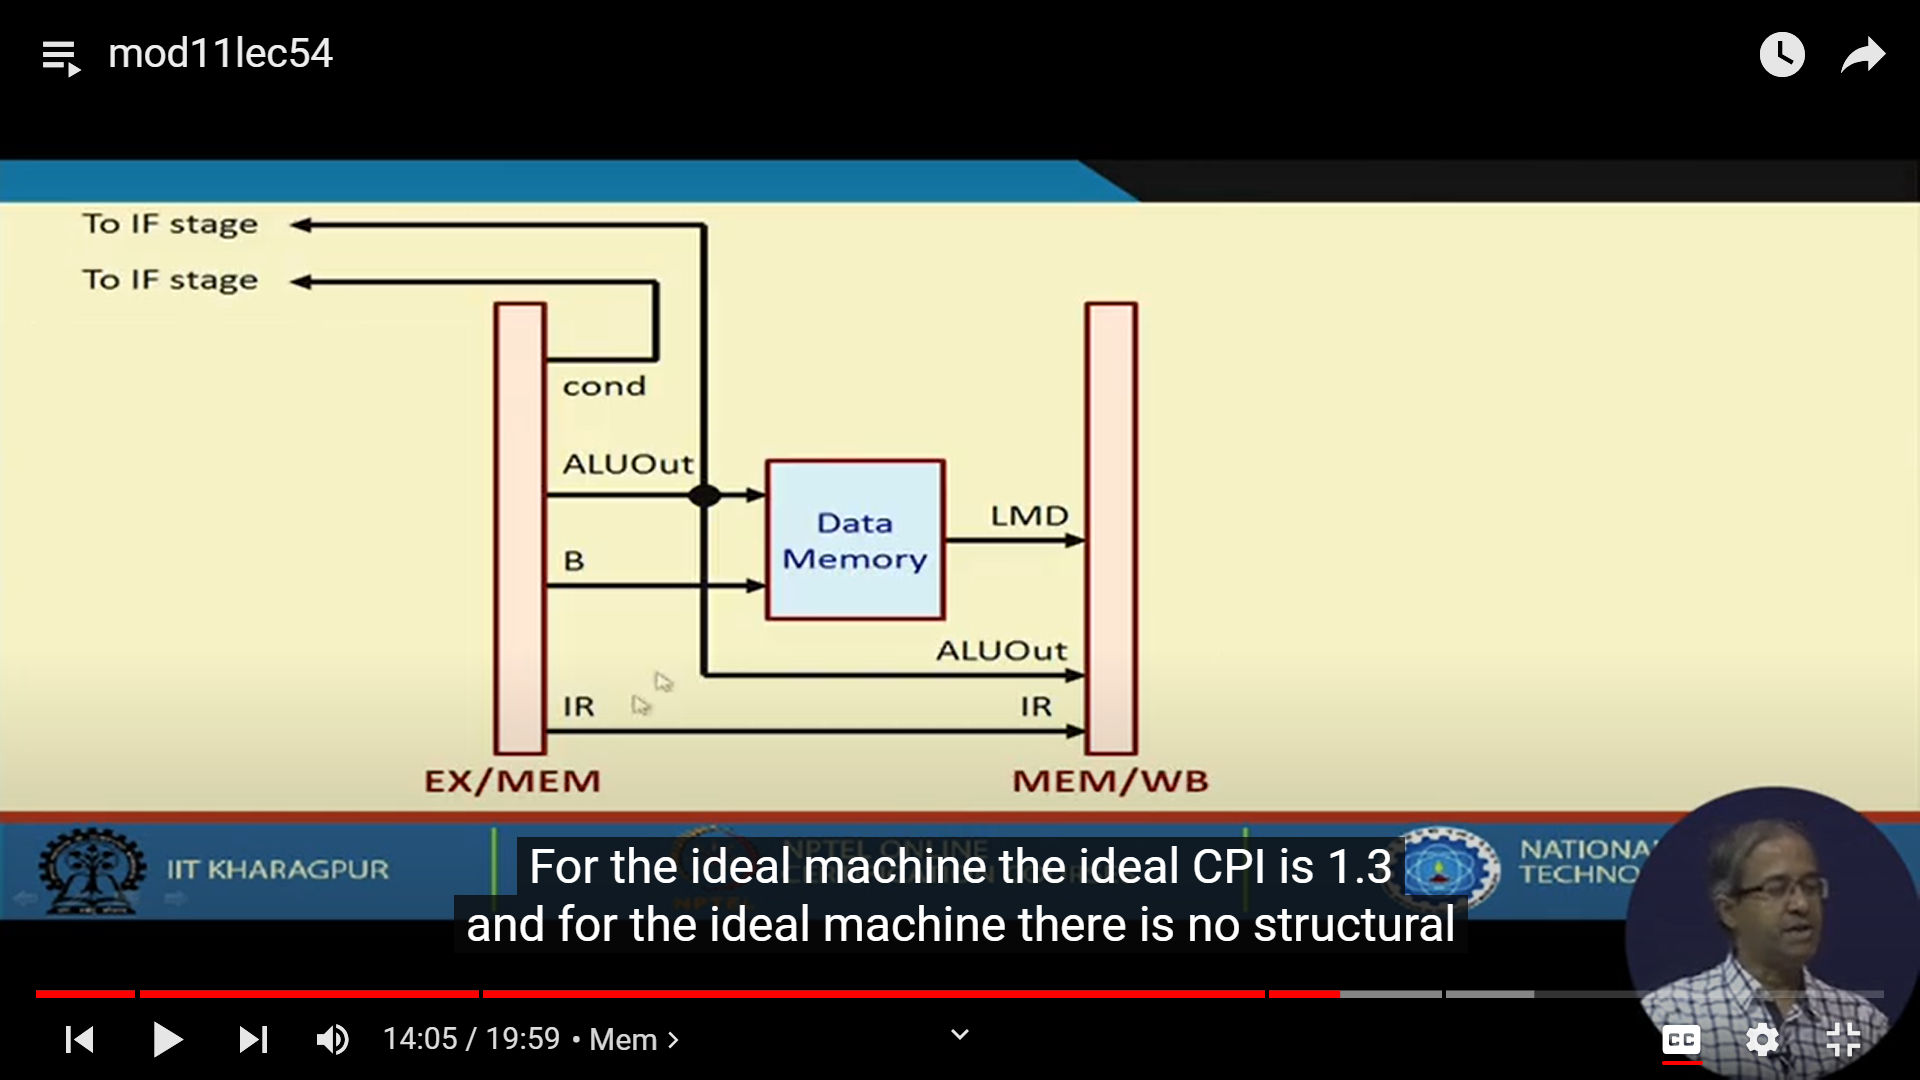 mod11lec54
To IF stage
To IF stage
cond
ALUOut
B
Data
Memory
LMD
ALUOut
IR
IR
EX/MEM
MEM/WB
IIT KHARAGPUR
NPTEL ONLINE
NATIONA
TECHNO
For the ideal machine the ideal CPI is 1.3
and for the ideal machine there is no structural
14:05 / 19:59 • Mem >
CC